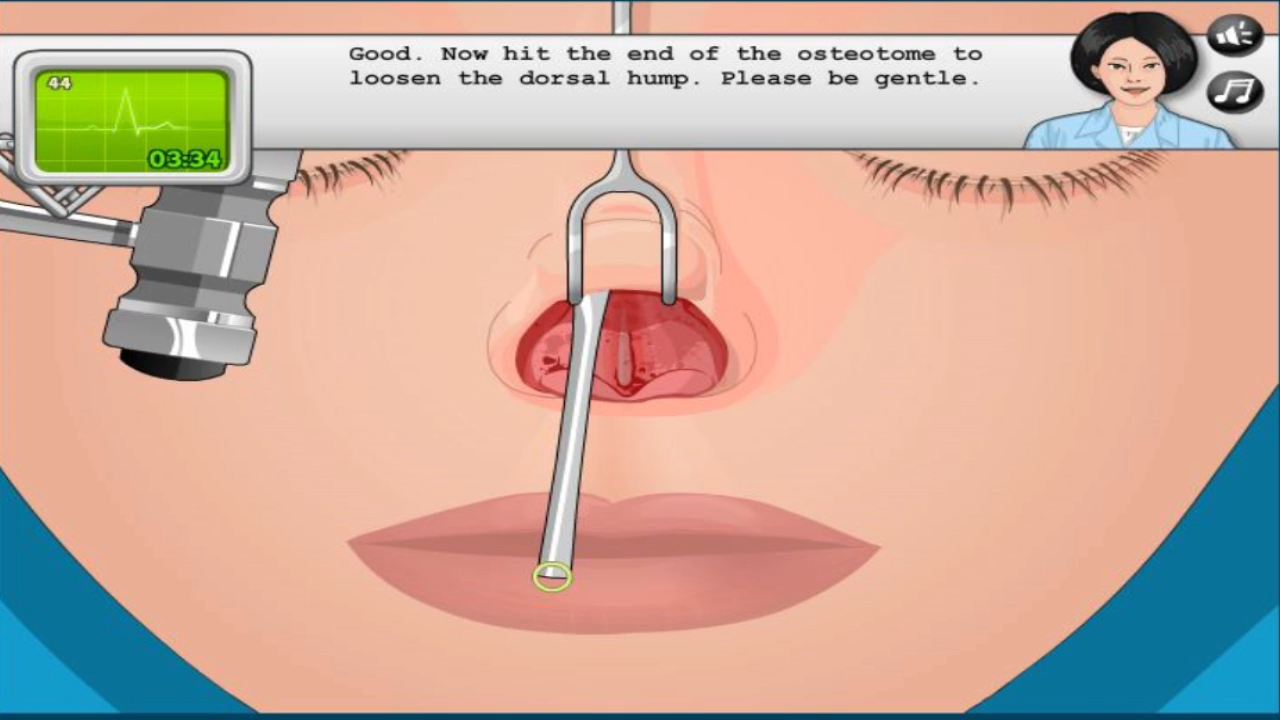 Good. Now hit the end of the osteotome to
loosen the dorsal hump. Please be gentle.
44
03:34